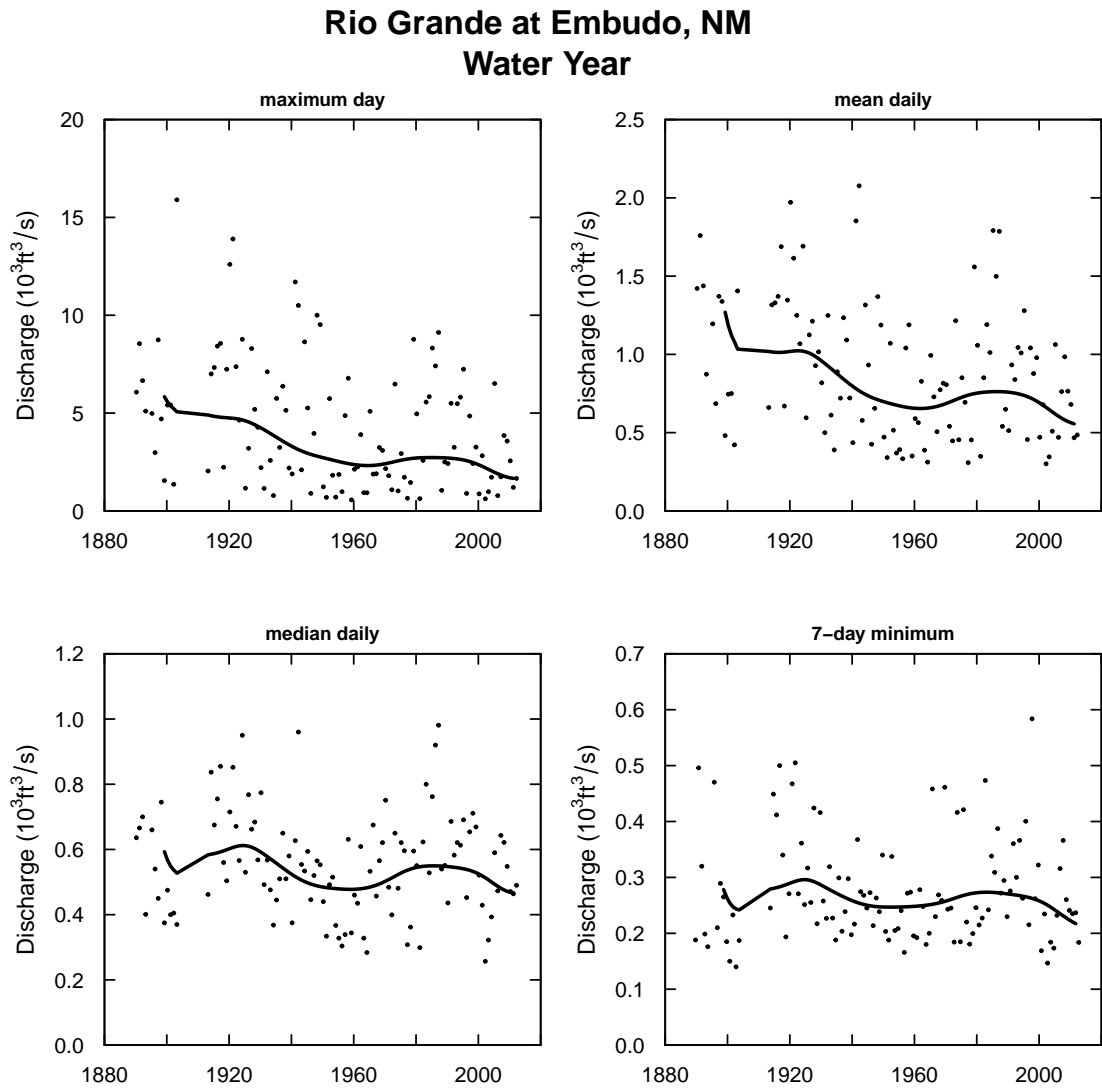 Rio Grande at Embudo, NM
Water Year
maximum day
Discharge (10³ft³/s)
20
15
10
5
0
1880 1920 1960 2000
mean daily
Discharge (10³ft³/s)
2.5
2.0
1.5
1.0
0.5
0.0
1880 1920 1960 2000
median daily
Discharge (10³ft³/s)
1.2
1.0
0.8
0.6
0.4
0.2
0.0
1880 1920 1960 2000
7−day minimum
Discharge (10³ft³/s)
0.7
0.6
0.5
0.4
0.3
0.2
0.1
0.0
1880 1920 1960 2000